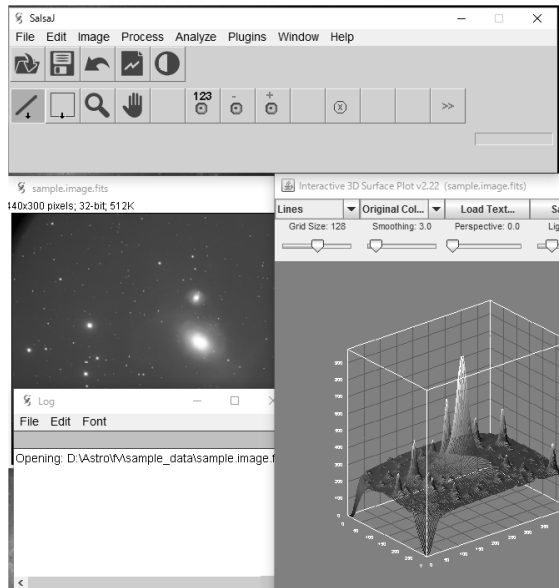 SalsaJ
File Edit Image Process Analyze Plugins Window Help
123 - +
>>
sample.image.fits
440x300 pixels; 32-bit; 512K
Interactive 3D Surface Plot v2.22 (sample.image.fits)
Lines Original Col... Load Text...
Grid Size: 128 Smoothing: 3.0 Perspective: 0.0
Log
File Edit Font
Opening: D:\Astro\fv\sample_data\sample.image.f